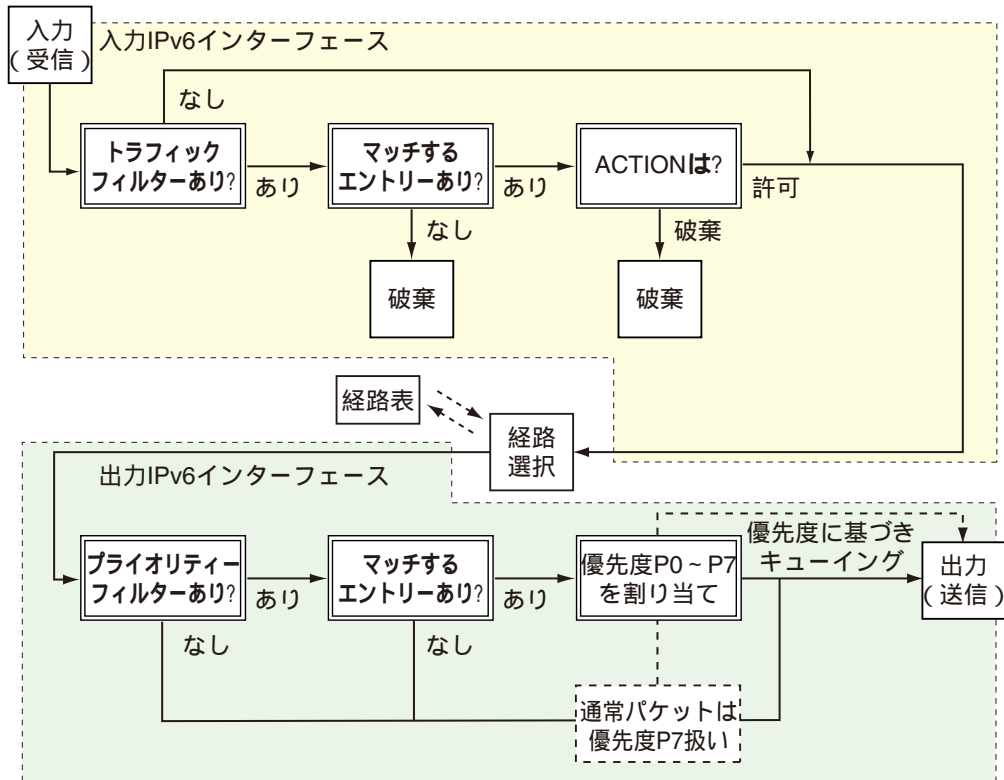 入力
(受信)
入力IPv6インターフェース
なし
トラフィック
フィルターあり?
あり
マッチする
エントリーあり?
あり
ACTIONは?
許可
なし
破棄
破棄
破棄
経路表
経路
選択
出力IPv6インターフェース
プライオリティー
フィルターあり?
あり
マッチする
エントリーあり?
あり
優先度P0~P7
を割り当て
優先度に基づき
キューイング
出力
(送信)
なし
なし
通常パケットは
優先度P7扱い